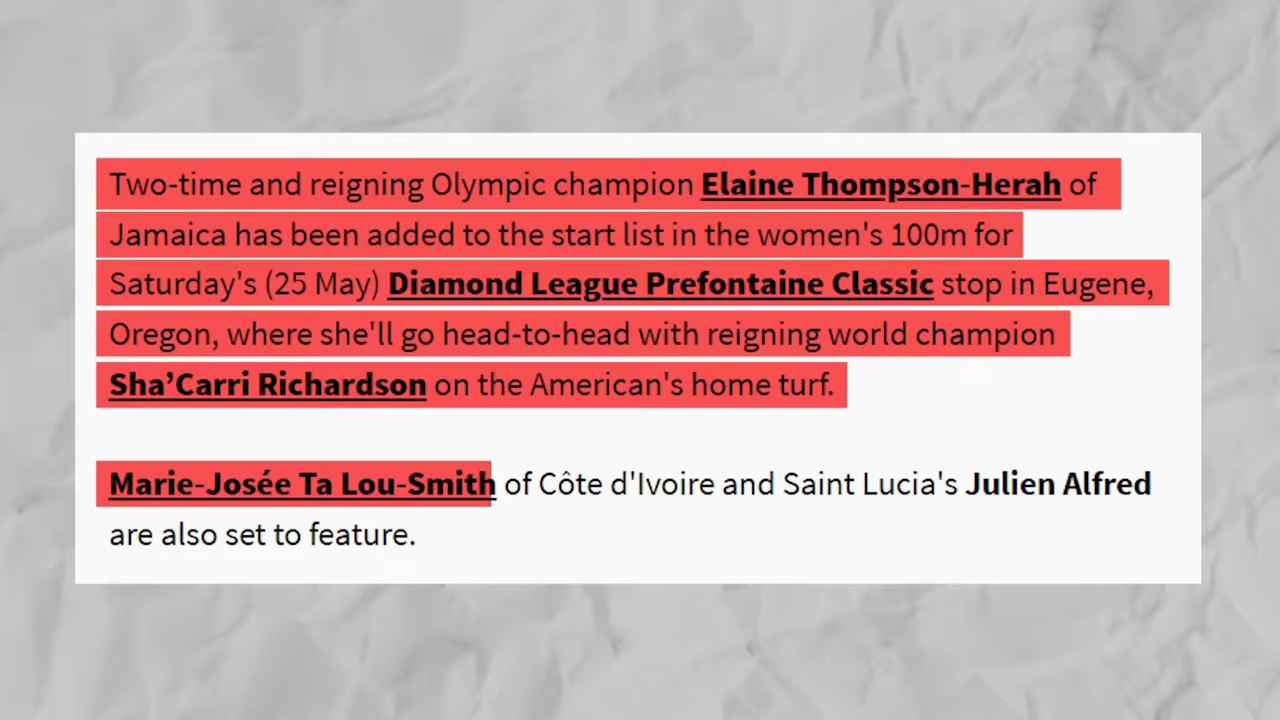 Two-time and reigning Olympic champion Elaine Thompson-Herah of
Jamaica has been added to the start list in the women's 100m for
Saturday's (25 May) Diamond League Prefontaine Classic stop in Eugene,
Oregon, where she'll go head-to-head with reigning world champion
Sha’Carri Richardson on the American's home turf.
Marie-Josée Ta Lou-Smith of Côte d'Ivoire and Saint Lucia's Julien Alfred
are also set to feature.